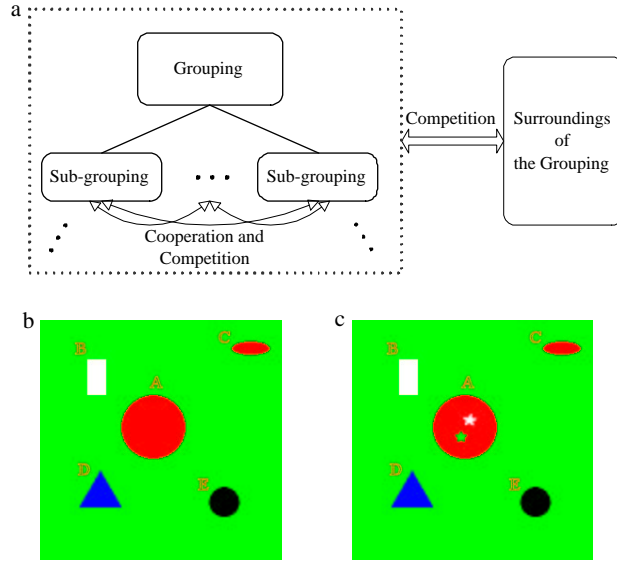 a
Grouping
Competition
Surroundings
of
the Grouping
Sub-grouping
Sub-grouping
Cooperation and
Competition
b
B
C
A
D
E
c
B
C
A
D
E